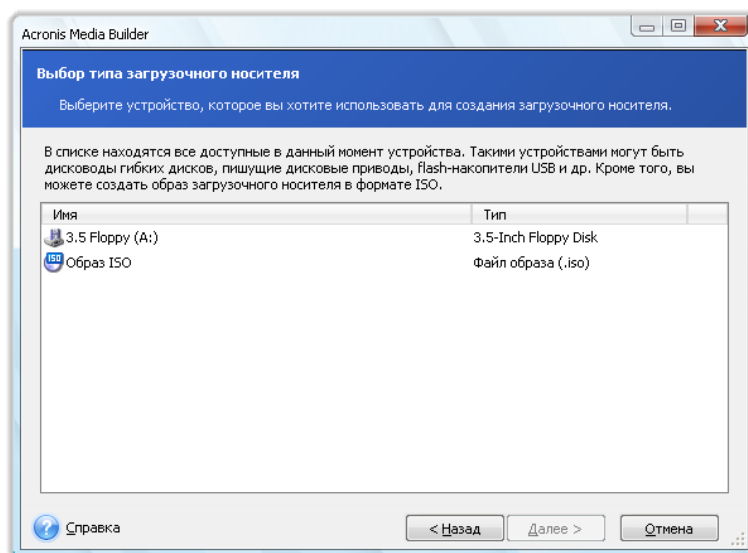 Acronis Media Builder
Выбор типа загрузочного носителя
Выберите устройство, которое вы хотите использовать для создания загрузочного носителя.
В списке находятся все доступные в данный момент устройства. Такими устройствами могут быть
дисководы гибких дисков, пишущие дисковые приводы, flash-накопители USB и др. Кроме того, вы
можете создать образ загрузочного носителя в формате ISO.
Имя Тип
3.5 Floppy (A:) 3.5-Inch Floppy Disk
ISO Образ ISO Файл образа (.iso)
? Справка < Назад Далее > Отмена